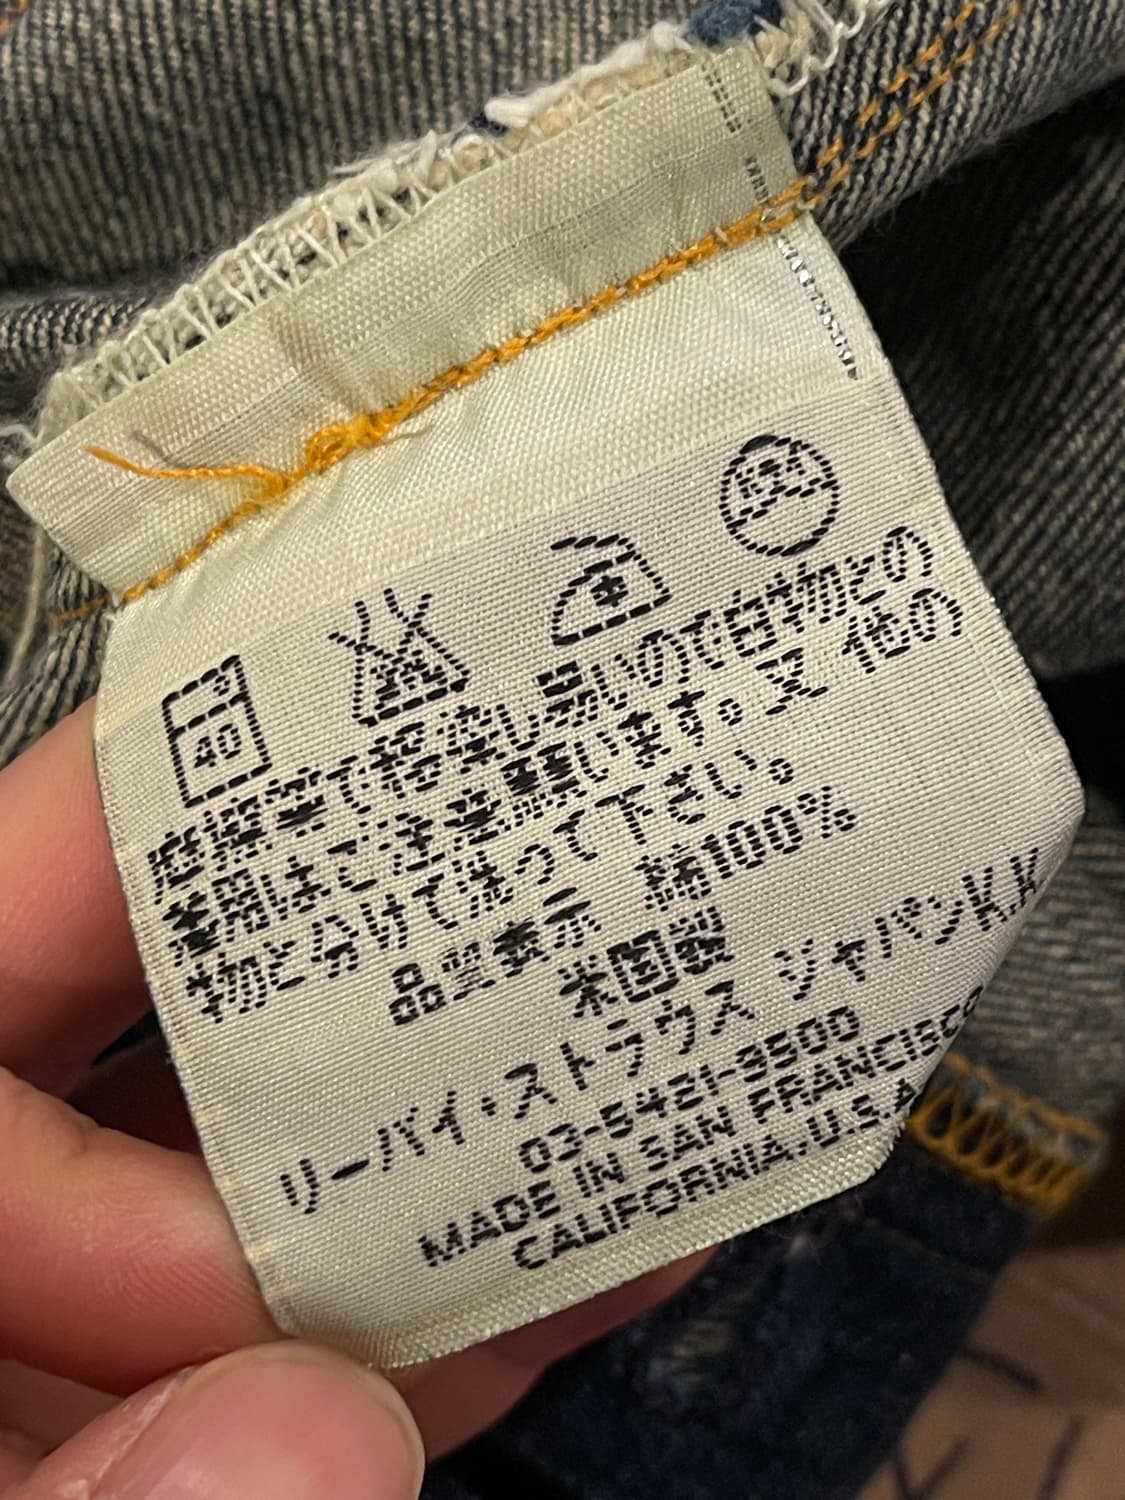 40
摩擦等で移染し易いので白物との
着用はご注意願います。又 他の
物と分けて洗って下さい。
品質表示 綿100%
米国製
リーバイ・ストラウス ジャパンK.K
03-5421-9500
MADE IN SAN FRANCISCO
CALIFORNIA.U.S.A